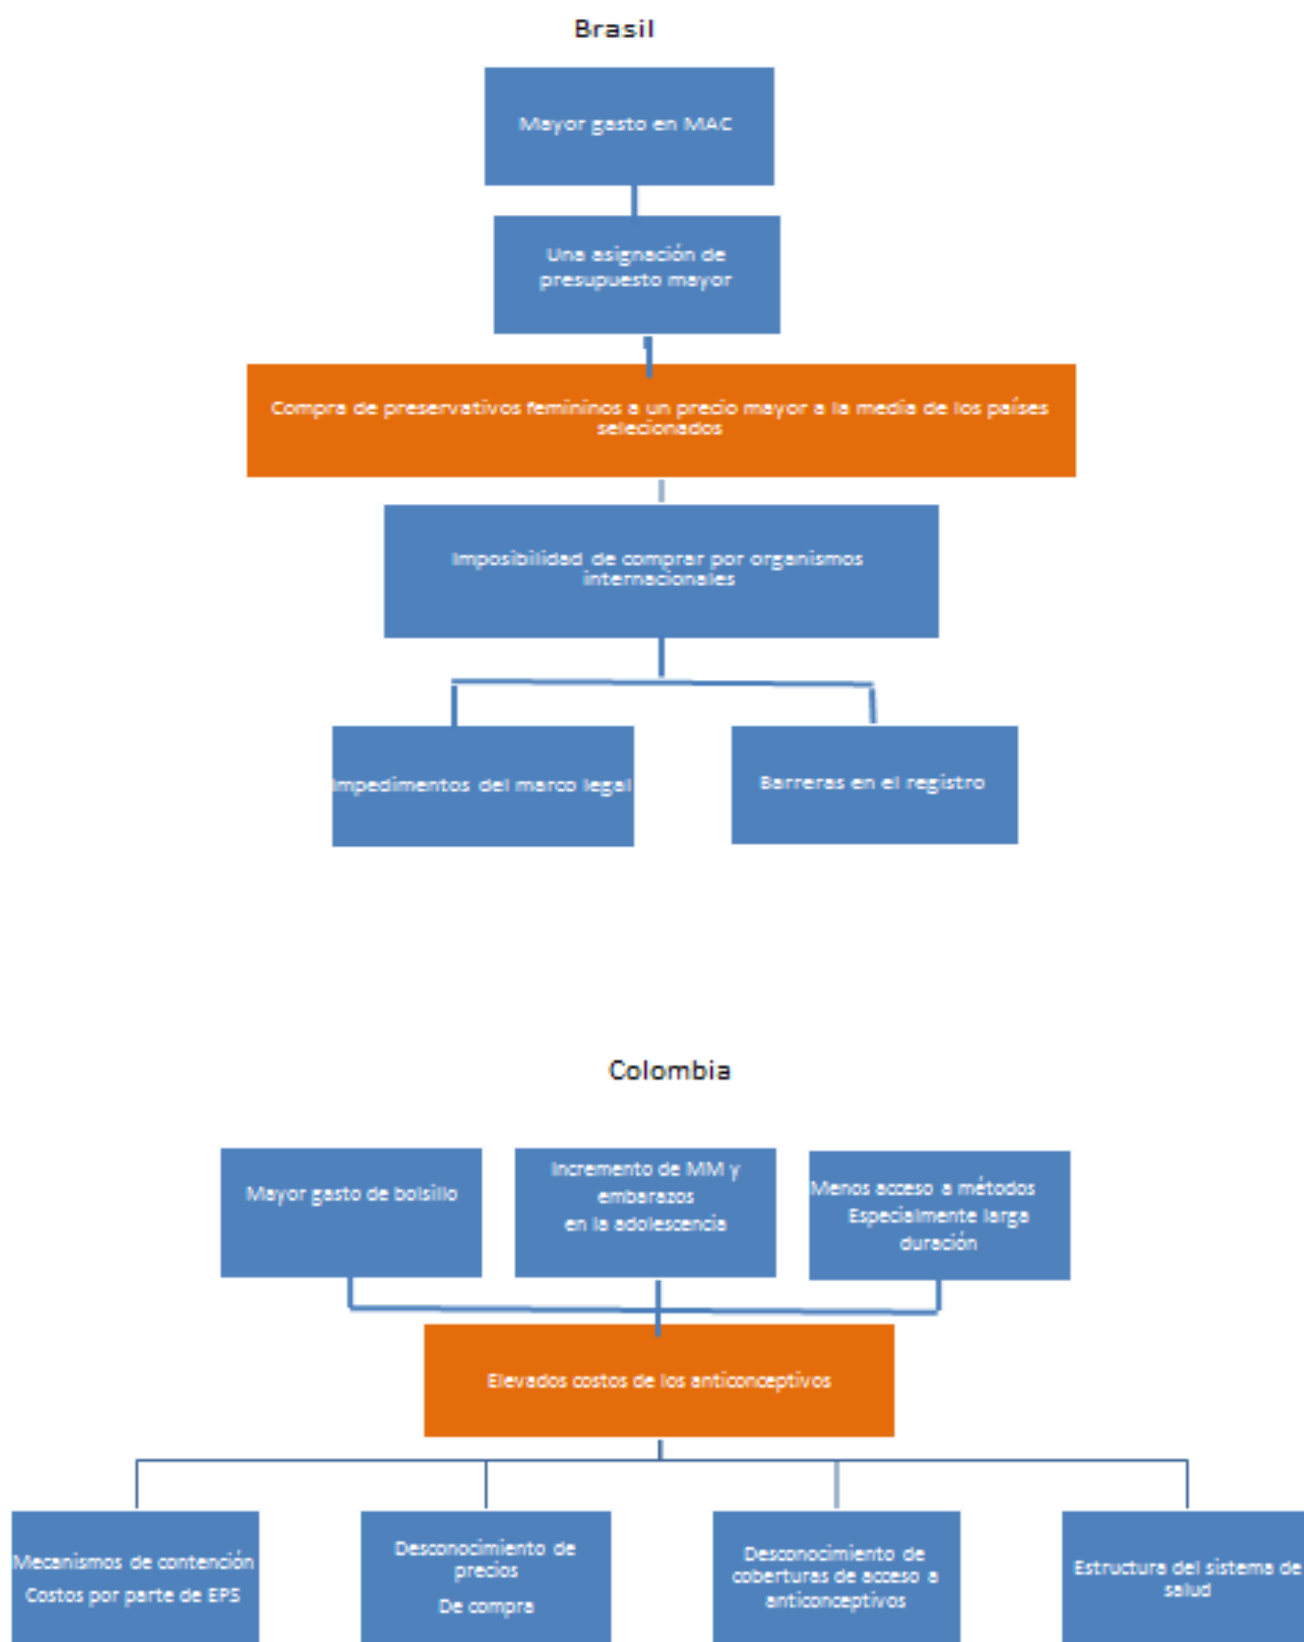 Brasil
Mayor gasto en MAC
Una asignación de
presupuesto mayor
Compra de preservativos femininos a un precio mayor a la media de los países
selecionados
Imposibilidad de comprar por organismos
internacionales
Impedimentos del marco legal
Barreras en el registro
Colombia
Mayor gasto de bolsillo
Incremento de MM y
embarazos
en la adolescencia
Menos acceso a métodos
Especialmente larga
duración
Elevados costos de los anticonceptivos
Mecanismos de contención
Costos por parte de EPS
Desconocimiento de
precios
De compra
Desconocimiento de
coberturas de acceso a
anticonceptivos
Estructura del sistema de
salud